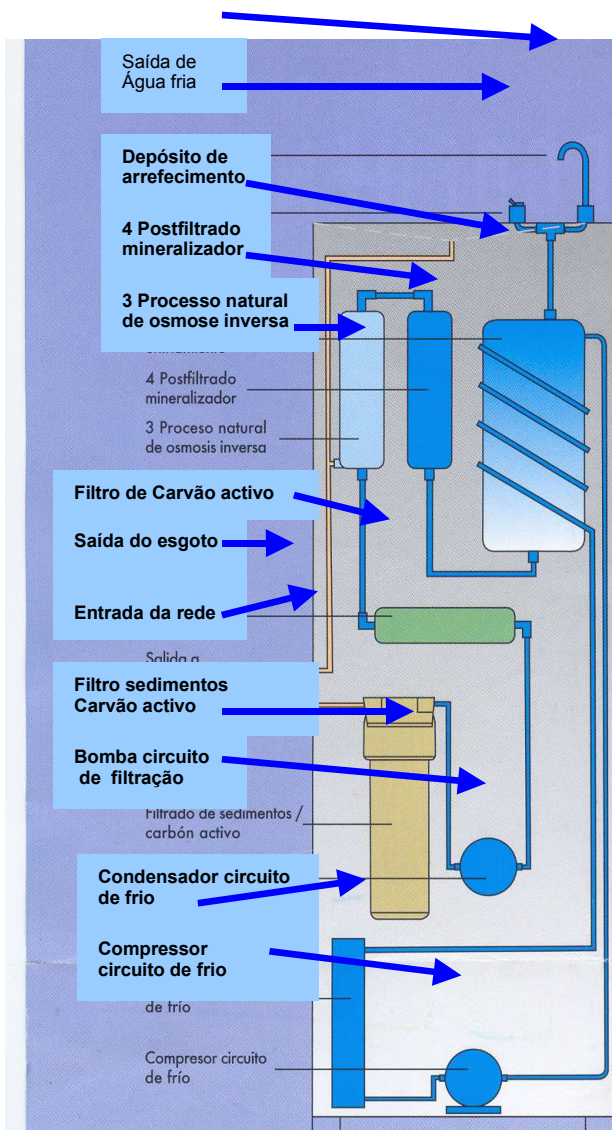 Saída de
Água fria
Depósito de
arrefecimento
4 Postfiltrado
mineralizador
3 Processo natural
de osmose inversa
4 Postfiltrado
mineralizador
3 Proceso natural
de osmosis inversa
Filtro de Carvão activo
Saída do esgoto
Entrada da rede
Salida a
Filtro sedimentos
Carvão activo
Bomba circuito
de filtração
Filtrado de sedimentos /
carbón activo
Condensador circuito
de frio
Compressor
circuito de frio
de frío
Compresor circuito
de frío